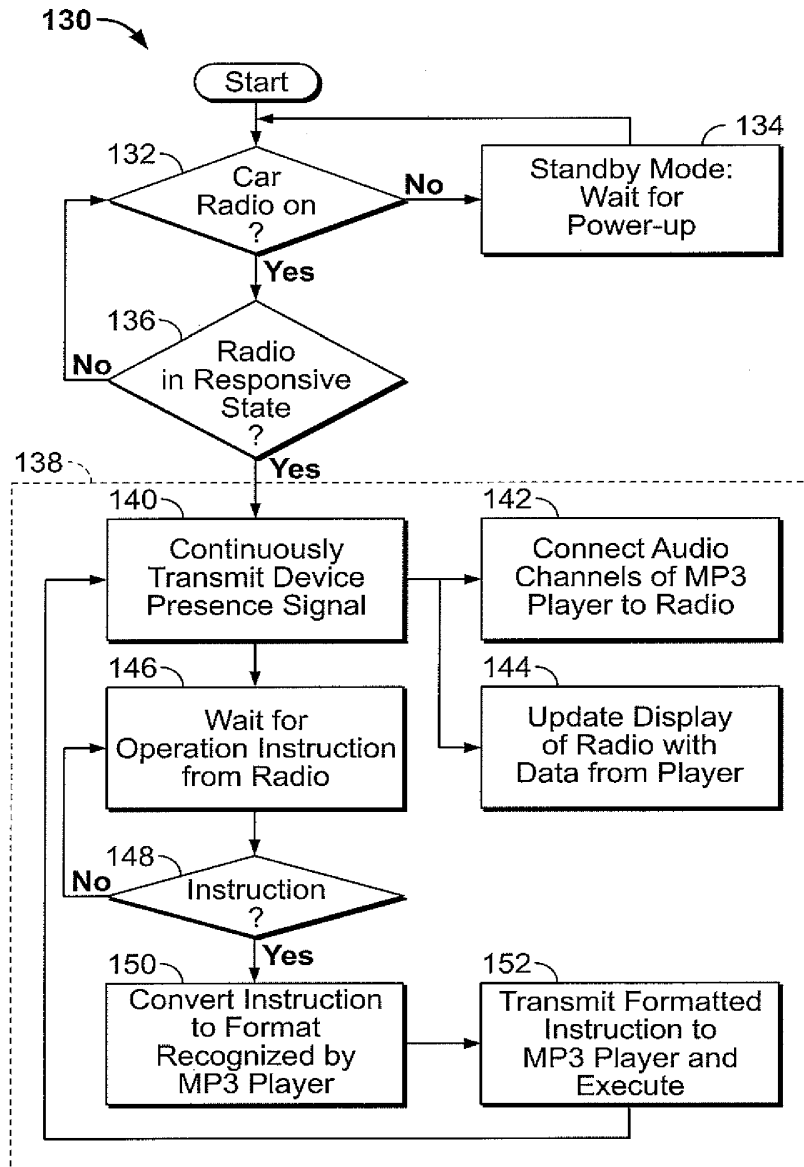 130
Start
132
Car
Radio on
?
No
Yes
134
Standby Mode:
Wait for
Power-up
136
Radio
in Responsive
State
?
No
Yes
138
140
Continuously
Transmit Device
Presence Signal
142
Connect Audio
Channels of MP3
Player to Radio
144
Update Display
of Radio with
Data from Player
146
Wait for
Operation Instruction
from Radio
148
Instruction
?
No
Yes
150
Convert Instruction
to Format
Recognized by
MP3 Player
152
Transmit Formatted
Instruction to
MP3 Player and
Execute